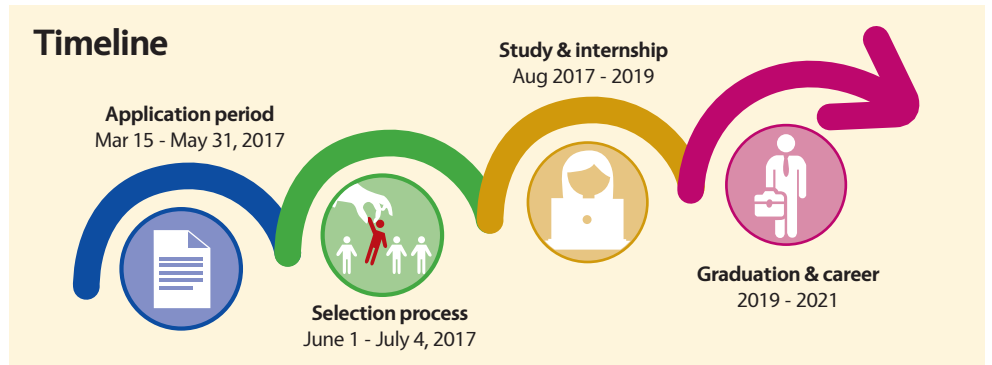 Timeline
Application period
Mar 15 - May 31, 2017
Selection process
June 1 - July 4, 2017
Study & internship
Aug 2017 - 2019
Graduation & career
2019 - 2021